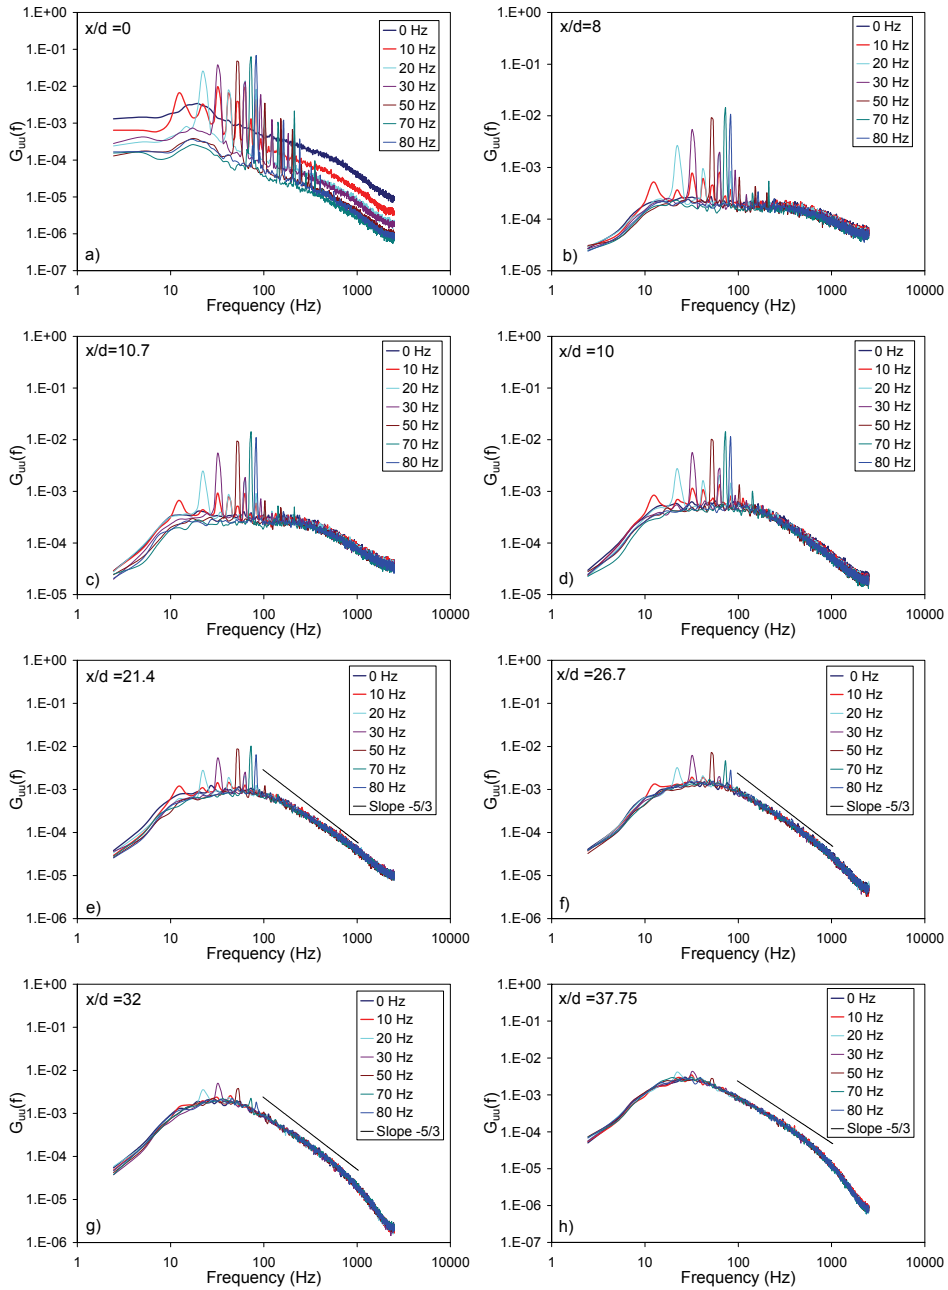 x/d =0
1.E+00
1.E-01
1.E-02
1.E-03
1.E-04
1.E-05
1.E-06
1.E-07
G_uu(f)
0 Hz
10 Hz
20 Hz
30 Hz
50 Hz
70 Hz
80 Hz
a)
1 10 100 1000 10000
Frequency (Hz)
x/d=8
1.E+00
1.E-01
1.E-02
1.E-03
1.E-04
1.E-05
G_uu(f)
0 Hz
10 Hz
20 Hz
30 Hz
50 Hz
70 Hz
80 Hz
b)
1 10 100 1000 10000
Frequency (Hz)
x/d=10.7
1.E+00
1.E-01
1.E-02
1.E-03
1.E-04
1.E-05
G_uu(f)
0 Hz
10 Hz
20 Hz
30 Hz
50 Hz
70 Hz
80 Hz
c)
1 10 100 1000 10000
Frequency (Hz)
x/d =10
1.E+00
1.E-01
1.E-02
1.E-03
1.E-04
1.E-05
G_uu(f)
0 Hz
10 Hz
20 Hz
30 Hz
50 Hz
70 Hz
80 Hz
d)
1 10 100 1000 10000
Frequency (Hz)
x/d =21.4
1.E+00
1.E-01
1.E-02
1.E-03
1.E-04
1.E-05
1.E-06
G_uu(f)
0 Hz
10 Hz
20 Hz
30 Hz
50 Hz
70 Hz
80 Hz
Slope -5/3
e)
1 10 100 1000 10000
Frequency (Hz)
x/d =26.7
1.E+00
1.E-01
1.E-02
1.E-03
1.E-04
1.E-05
1.E-06
G_uu(f)
0 Hz
10 Hz
20 Hz
30 Hz
50 Hz
70 Hz
80 Hz
Slope -5/3
f)
1 10 100 1000 10000
Frequency (Hz)
x/d =32
1.E+00
1.E-01
1.E-02
1.E-03
1.E-04
1.E-05
1.E-06
G_uu(f)
0 Hz
10 Hz
20 Hz
30 Hz
50 Hz
70 Hz
80 Hz
Slope -5/3
g)
1 10 100 1000 10000
Frequency (Hz)
x/d =37.75
1.E+00
1.E-01
1.E-02
1.E-03
1.E-04
1.E-05
1.E-06
1.E-07
G_uu(f)
0 Hz
10 Hz
20 Hz
30 Hz
50 Hz
70 Hz
80 Hz
Slope -5/3
h)
1 10 100 1000 10000
Frequency (Hz)